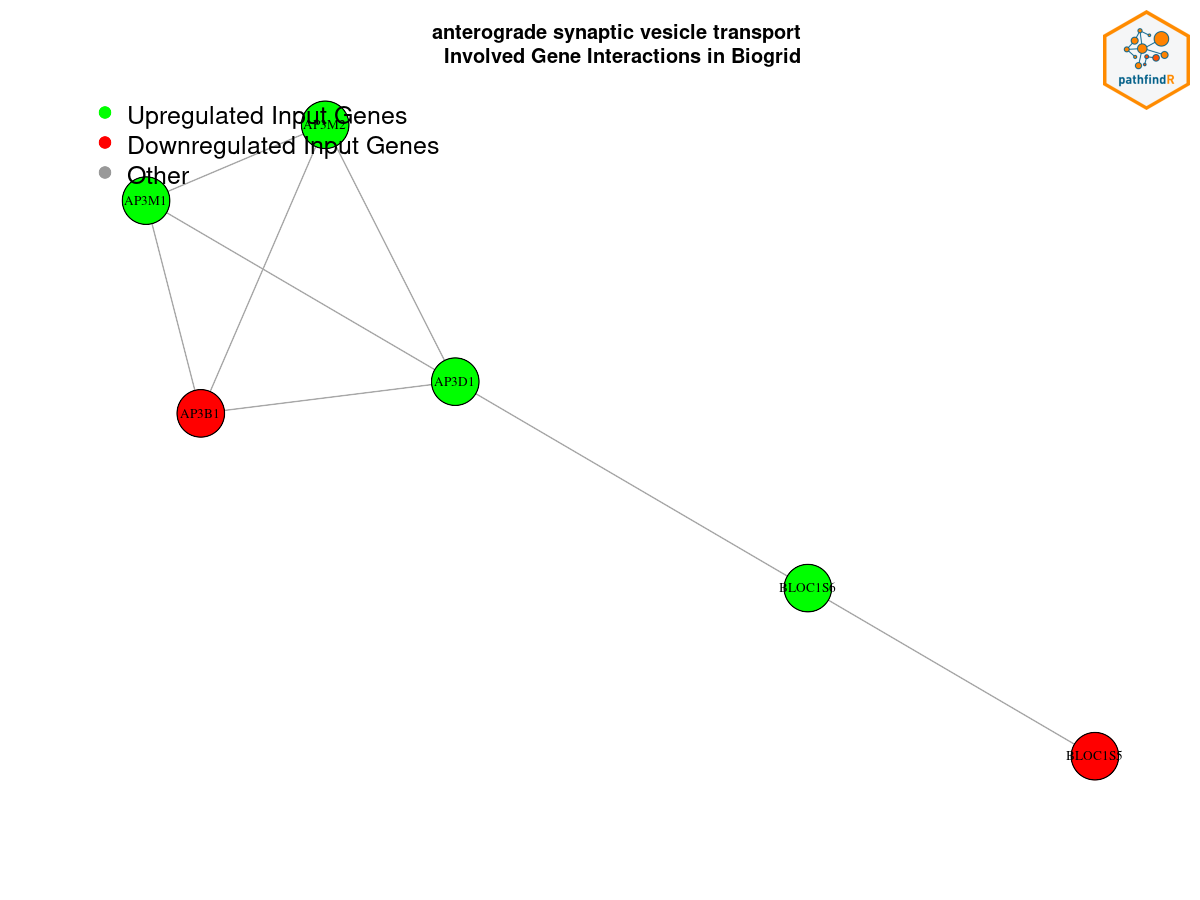 anterograde synaptic vesicle transport
Involved Gene Interactions in Biogrid
pathfindR
Upregulated Input Genes
AP3M2
Downregulated Input Genes
Other
AP3M1
AP3D1
AP3B1
BLOC1S6
BLOC1S5